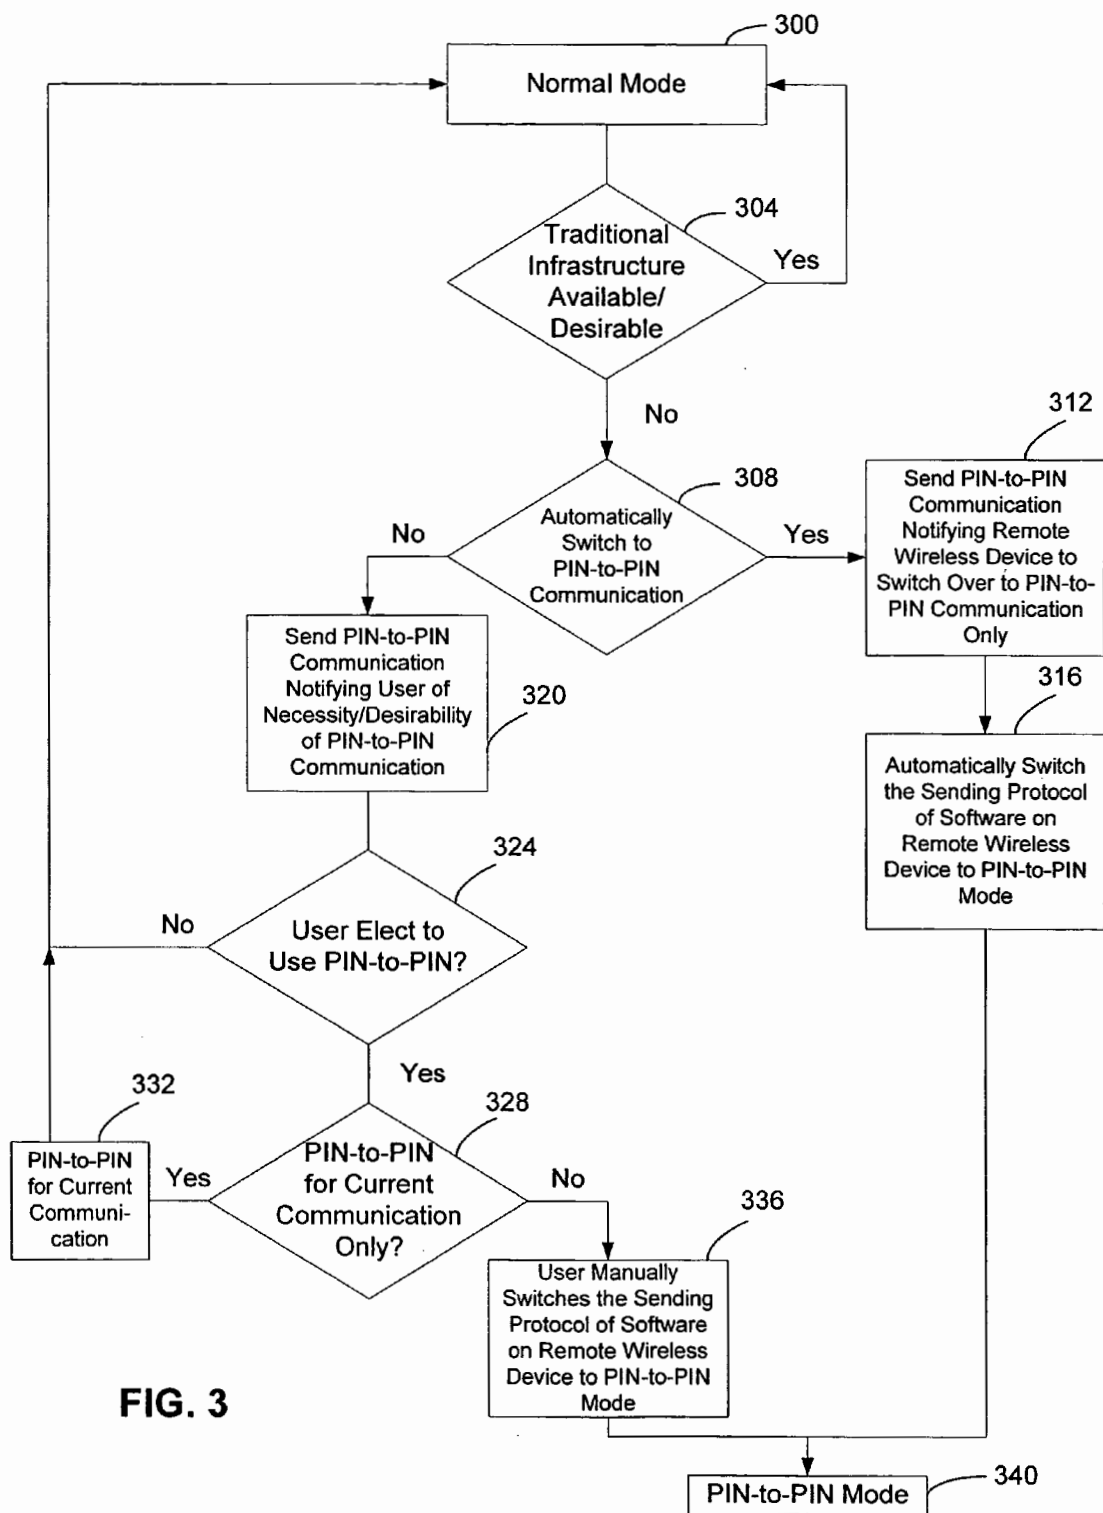 300
Normal Mode
304
Traditional
Infrastructure
Available/
Desirable
Yes
No
312
308
Automatically
Switch to
PIN-to-PIN
Communication
No
Yes
Send PIN-to-PIN
Communication
Notifying Remote
Wireless Device to
Switch Over to PIN-to-
PIN Communication
Only
Send PIN-to-PIN
Communication
Notifying User of
Necessity/Desirability
of PIN-to-PIN
Communication
320
316
Automatically Switch
the Sending Protocol
of Software on
Remote Wireless
Device to PIN-to-PIN
Mode
324
No
User Elect to
Use PIN-to-PIN?
Yes
332
328
PIN-to-PIN
for Current
Communi-
cation
Yes
PIN-to-PIN
for Current
Communication
Only?
No
336
User Manually
Switches the Sending
Protocol of Software
on Remote Wireless
Device to PIN-to-PIN
Mode
FIG. 3
340
PIN-to-PIN Mode